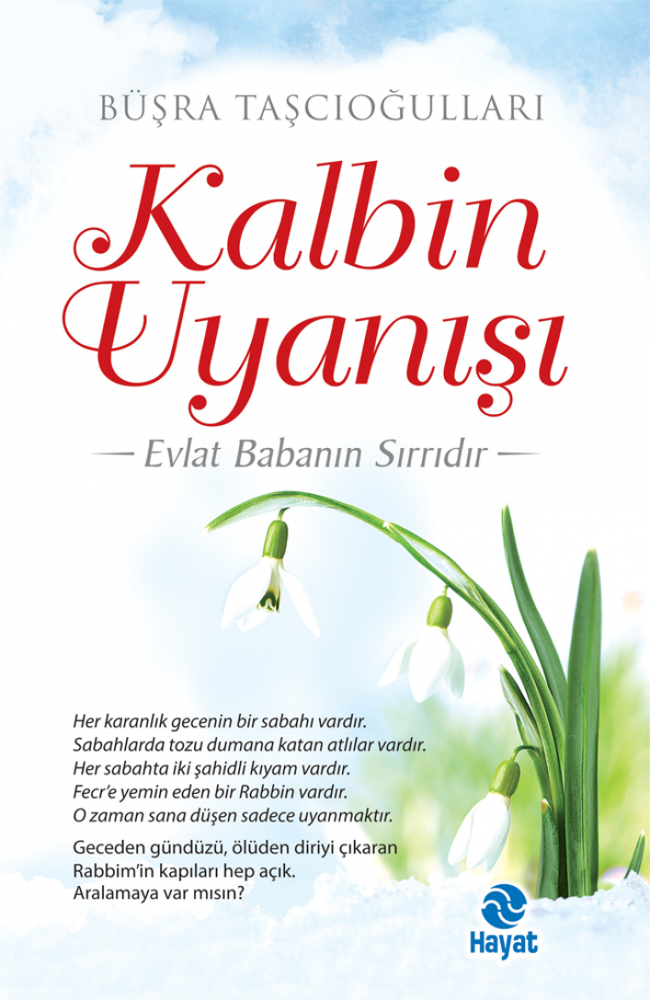 BÜŞRA TAŞCIOĞULLARI
Kalbin
Uyanışı
Evlat Babanın Sırrıdır
Her karanlık gecenin bir sabahı vardır.
Sabahlarda tozu dumana katan atlılar vardır.
Her sabahta iki şahidli kıyam vardır.
Fecr’e yemin eden bir Rabbin vardır.
O zaman sana düşen sadece uyanmaktır.
Geceden gündüzü, ölüden diriyi çıkaran
Rabbim’in kapıları hep açık.
Aralamaya var mısın?
Hayat